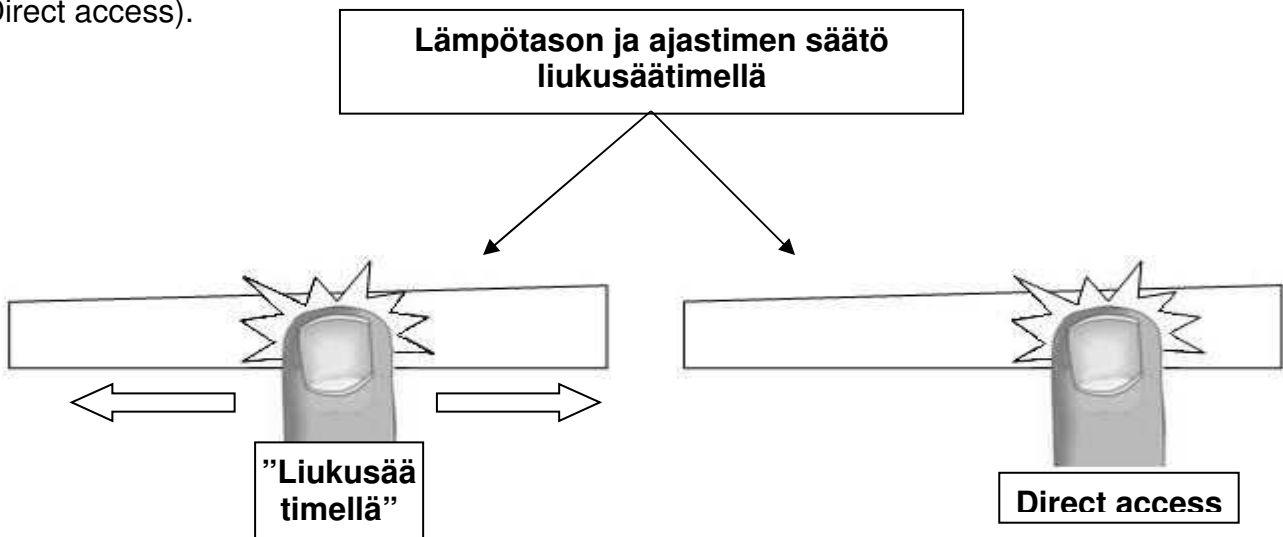 Direct access).
Lämpötason ja ajastimen säätö
liukusäätimellä
”Liukusää
timellä”
Direct access